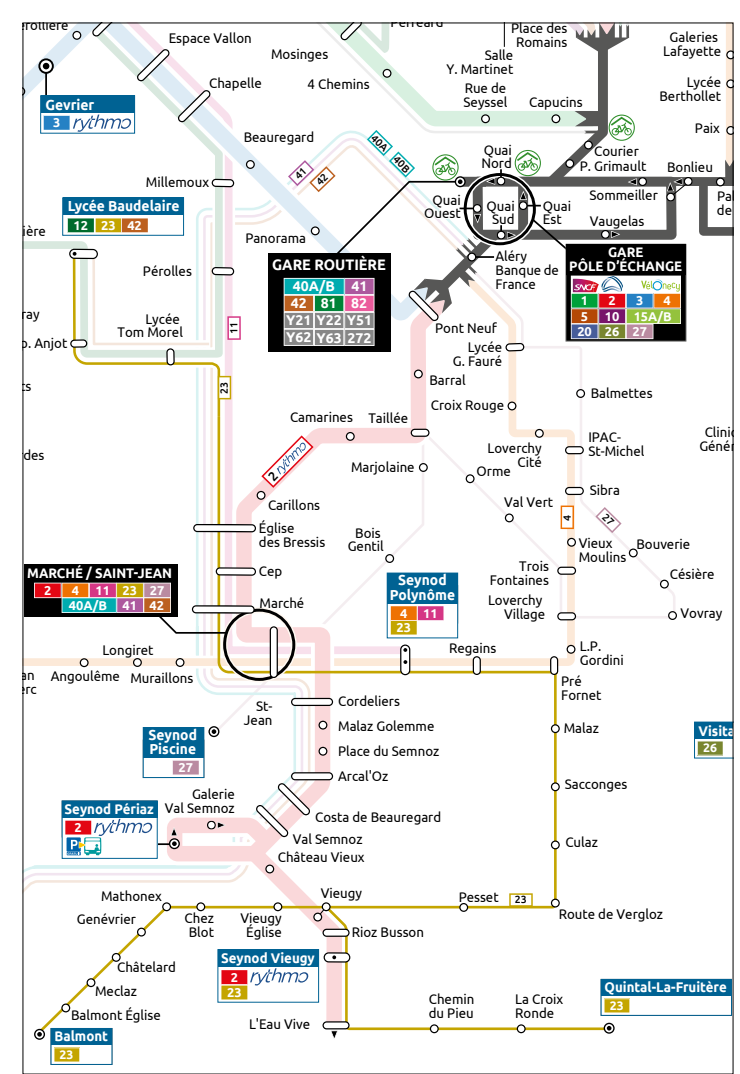 Place des
Romains
Galeries
Lafayette
Espace Vallon
Mosinges
Salle
Y. Martinet
4 Chemins
Chapelle
Lycée
Berthollet
Rue de
Seyssel
Capucins
Gevrier
3 rythmo
Paix
Beauregard
40A
40B
Quai
Nord
Courier
P. Grimault
Bonlieu
41
42
Millemoux
Sommeiller
Lycée Baudelaire
12 23 42
Quai
Ouest
Quai
Sud
Quai
Est
Vaugelas
Panorama
GARE ROUTIÈRE
40A/B 41
42 81 82
Y21 Y22 Y51
Y62 Y63 272
Aléry
Banque de
France
GARE
PÔLE D'ÉCHANGE
SNCF Vélonecy
1 2 3 4
5 10 15A/B
20 26 27
Pérolles
Lycée
Tom Morel
11
Pont Neuf
Lycée
G. Fauré
23
Barral
Balmettes
Croix Rouge
Camarines
Taillée
Loverchy
Cité
IPAC-
St-Michel
2 rythmo
Marjolaine
Orme
Sibra
Carillons
Val Vert
4
27
Église
des Bressis
Bois
Gentil
Vieux
Moulins
Bouverie
Cep
Trois
Fontaines
Césière
MARCHÉ / SAINT-JEAN
2 4 11 23 27
40A/B 41 42
Marché
Seynod
Polynôme
4 11
23
Loverchy
Village
Vovray
Longiret
Regains
L.P.
Gordini
Angoulême
Muraillons
Pré
Fornet
St-
Jean
Cordeliers
Seynod
Piscine
27
Malaz Golemme
Malaz
26
Place du Semnoz
Arcal'Oz
Sacconges
Galerie
Val Semnoz
Seynod Périaz
2 rythmo
P+
Costa de Beauregard
Val Semnoz
Culaz
Château Vieux
Mathonex
Vieugy
Pesset
23
Genévrier
Chez
Blot
Vieugy
Église
Route de Vergloz
Rioz Busson
Châtelard
Seynod Vieugy
2 rythmo
23
Meclaz
Quintal-La-Fruitère
23
Balmont Église
L'Eau Vive
Chemin
du Pieu
La Croix
Ronde
Balmont
23